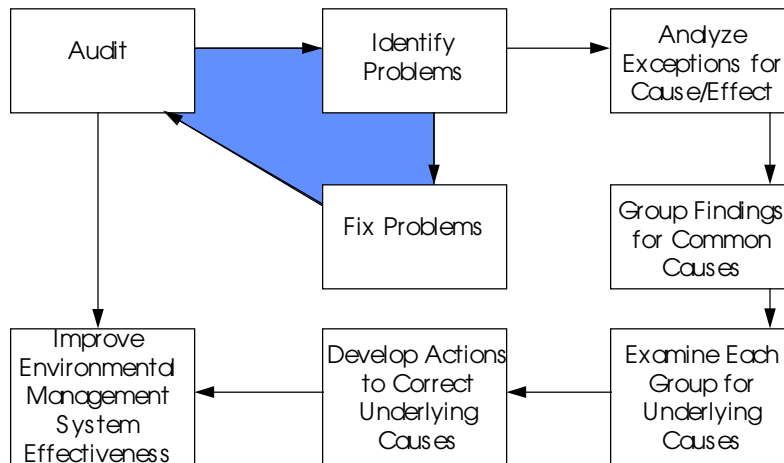 Audit
Identify
Problems
Analyze
Exceptions for
Cause/Effect
Fix Problems
Group Findings
for Common
Causes
Improve
Environmental
Management
System
Effectiveness
Develop Actions
to Correct
Underlying
Causes
Examine Each
Group for
Underlying
Causes